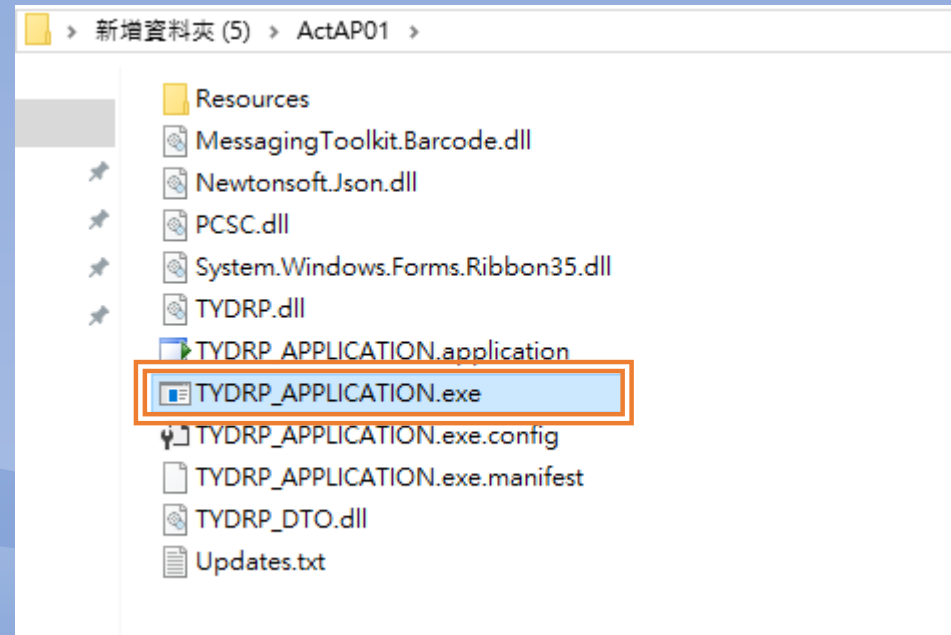 新增資料夾 (5) > ActAP01 >
Resources
MessagingToolkit.Barcode.dll
Newtonsoft.Json.dll
PCSC.dll
System.Windows.Forms.Ribbon35.dll
TYDRP.dll
TYDRP_APPLICATION.application
TYDRP_APPLICATION.exe
TYDRP_APPLICATION.exe.config
TYDRP_APPLICATION.exe.manifest
TYDRP_DTO.dll
Updates.txt